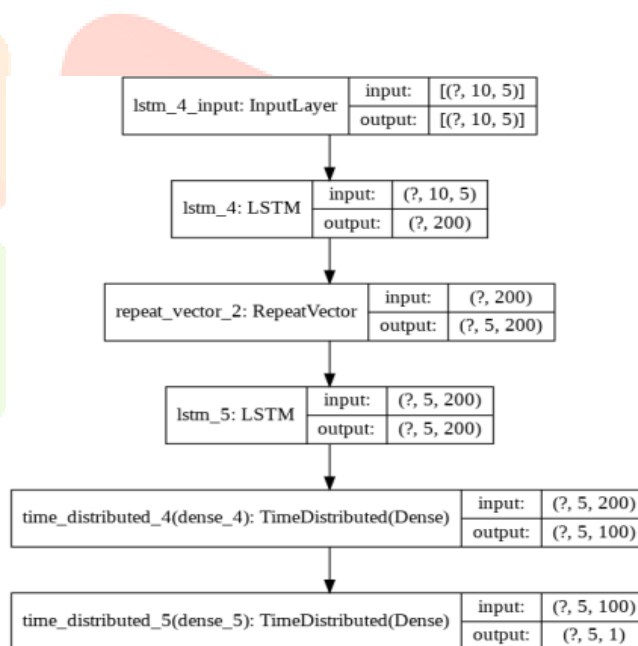 lstm_4_input: InputLayer
input: [(?, 10, 5)]
output: [(?, 10, 5)]
lstm_4: LSTM
input: (?, 10, 5)
output: (?, 200)
repeat_vector_2: RepeatVector
input: (?, 200)
output: (?, 5, 200)
lstm_5: LSTM
input: (?, 5, 200)
output: (?, 5, 200)
time_distributed_4(dense_4): TimeDistributed(Dense)
input: (?, 5, 200)
output: (?, 5, 100)
time_distributed_5(dense_5): TimeDistributed(Dense)
input: (?, 5, 100)
output: (?, 5, 1)